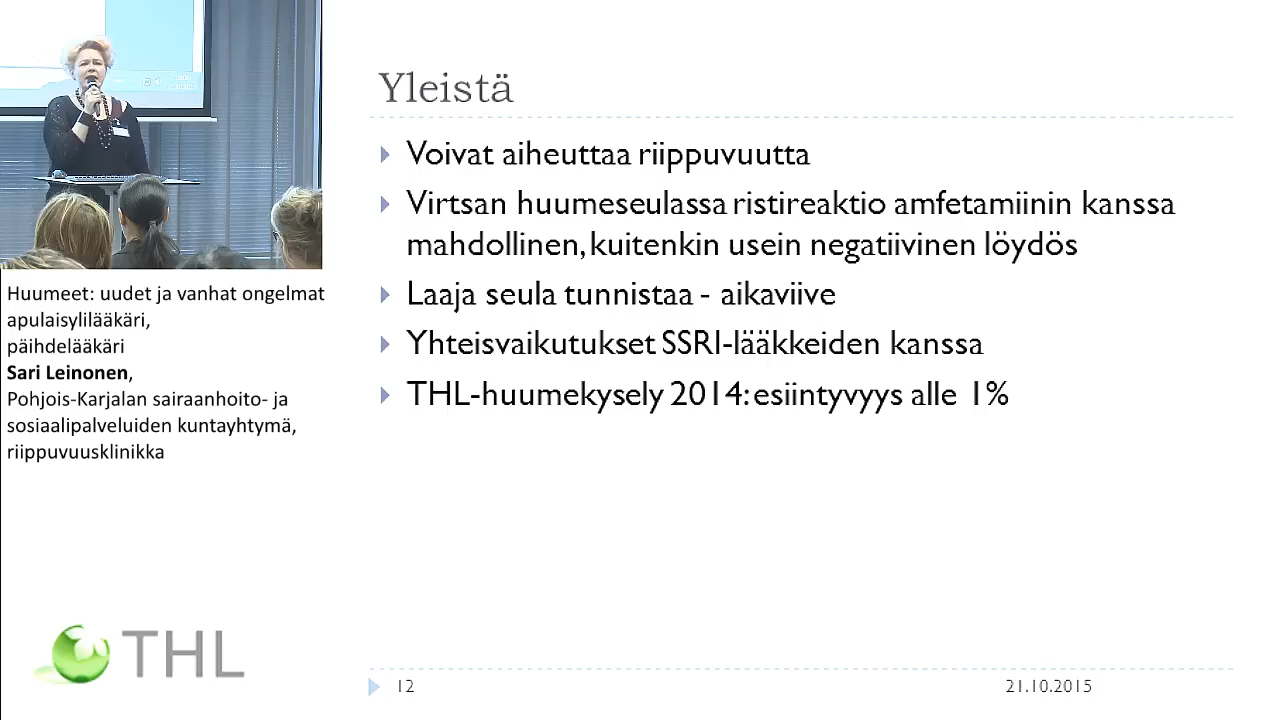 Yleistä
Voivat aiheuttaa riippuvuutta
Virtsan huumeseulassa ristireaktio amfetamiinin kanssa
mahdollinen, kuitenkin usein negatiivinen löydös
Laaja seula tunnistaa - aikaviive
Yhteisvaikutukset SSRI-lääkkeiden kanssa
THL-huumekysely 2014: esiintyvyys alle 1%
Huumeet: uudet ja vanhat ongelmat
apulaisylilääkäri,
päihdelääkäri
Sari Leinonen,
Pohjois-Karjalan sairaanhoito- ja
sosiaalipalveluiden kuntayhtymä,
riippuvuusklinikka
THL
12
21.10.2015